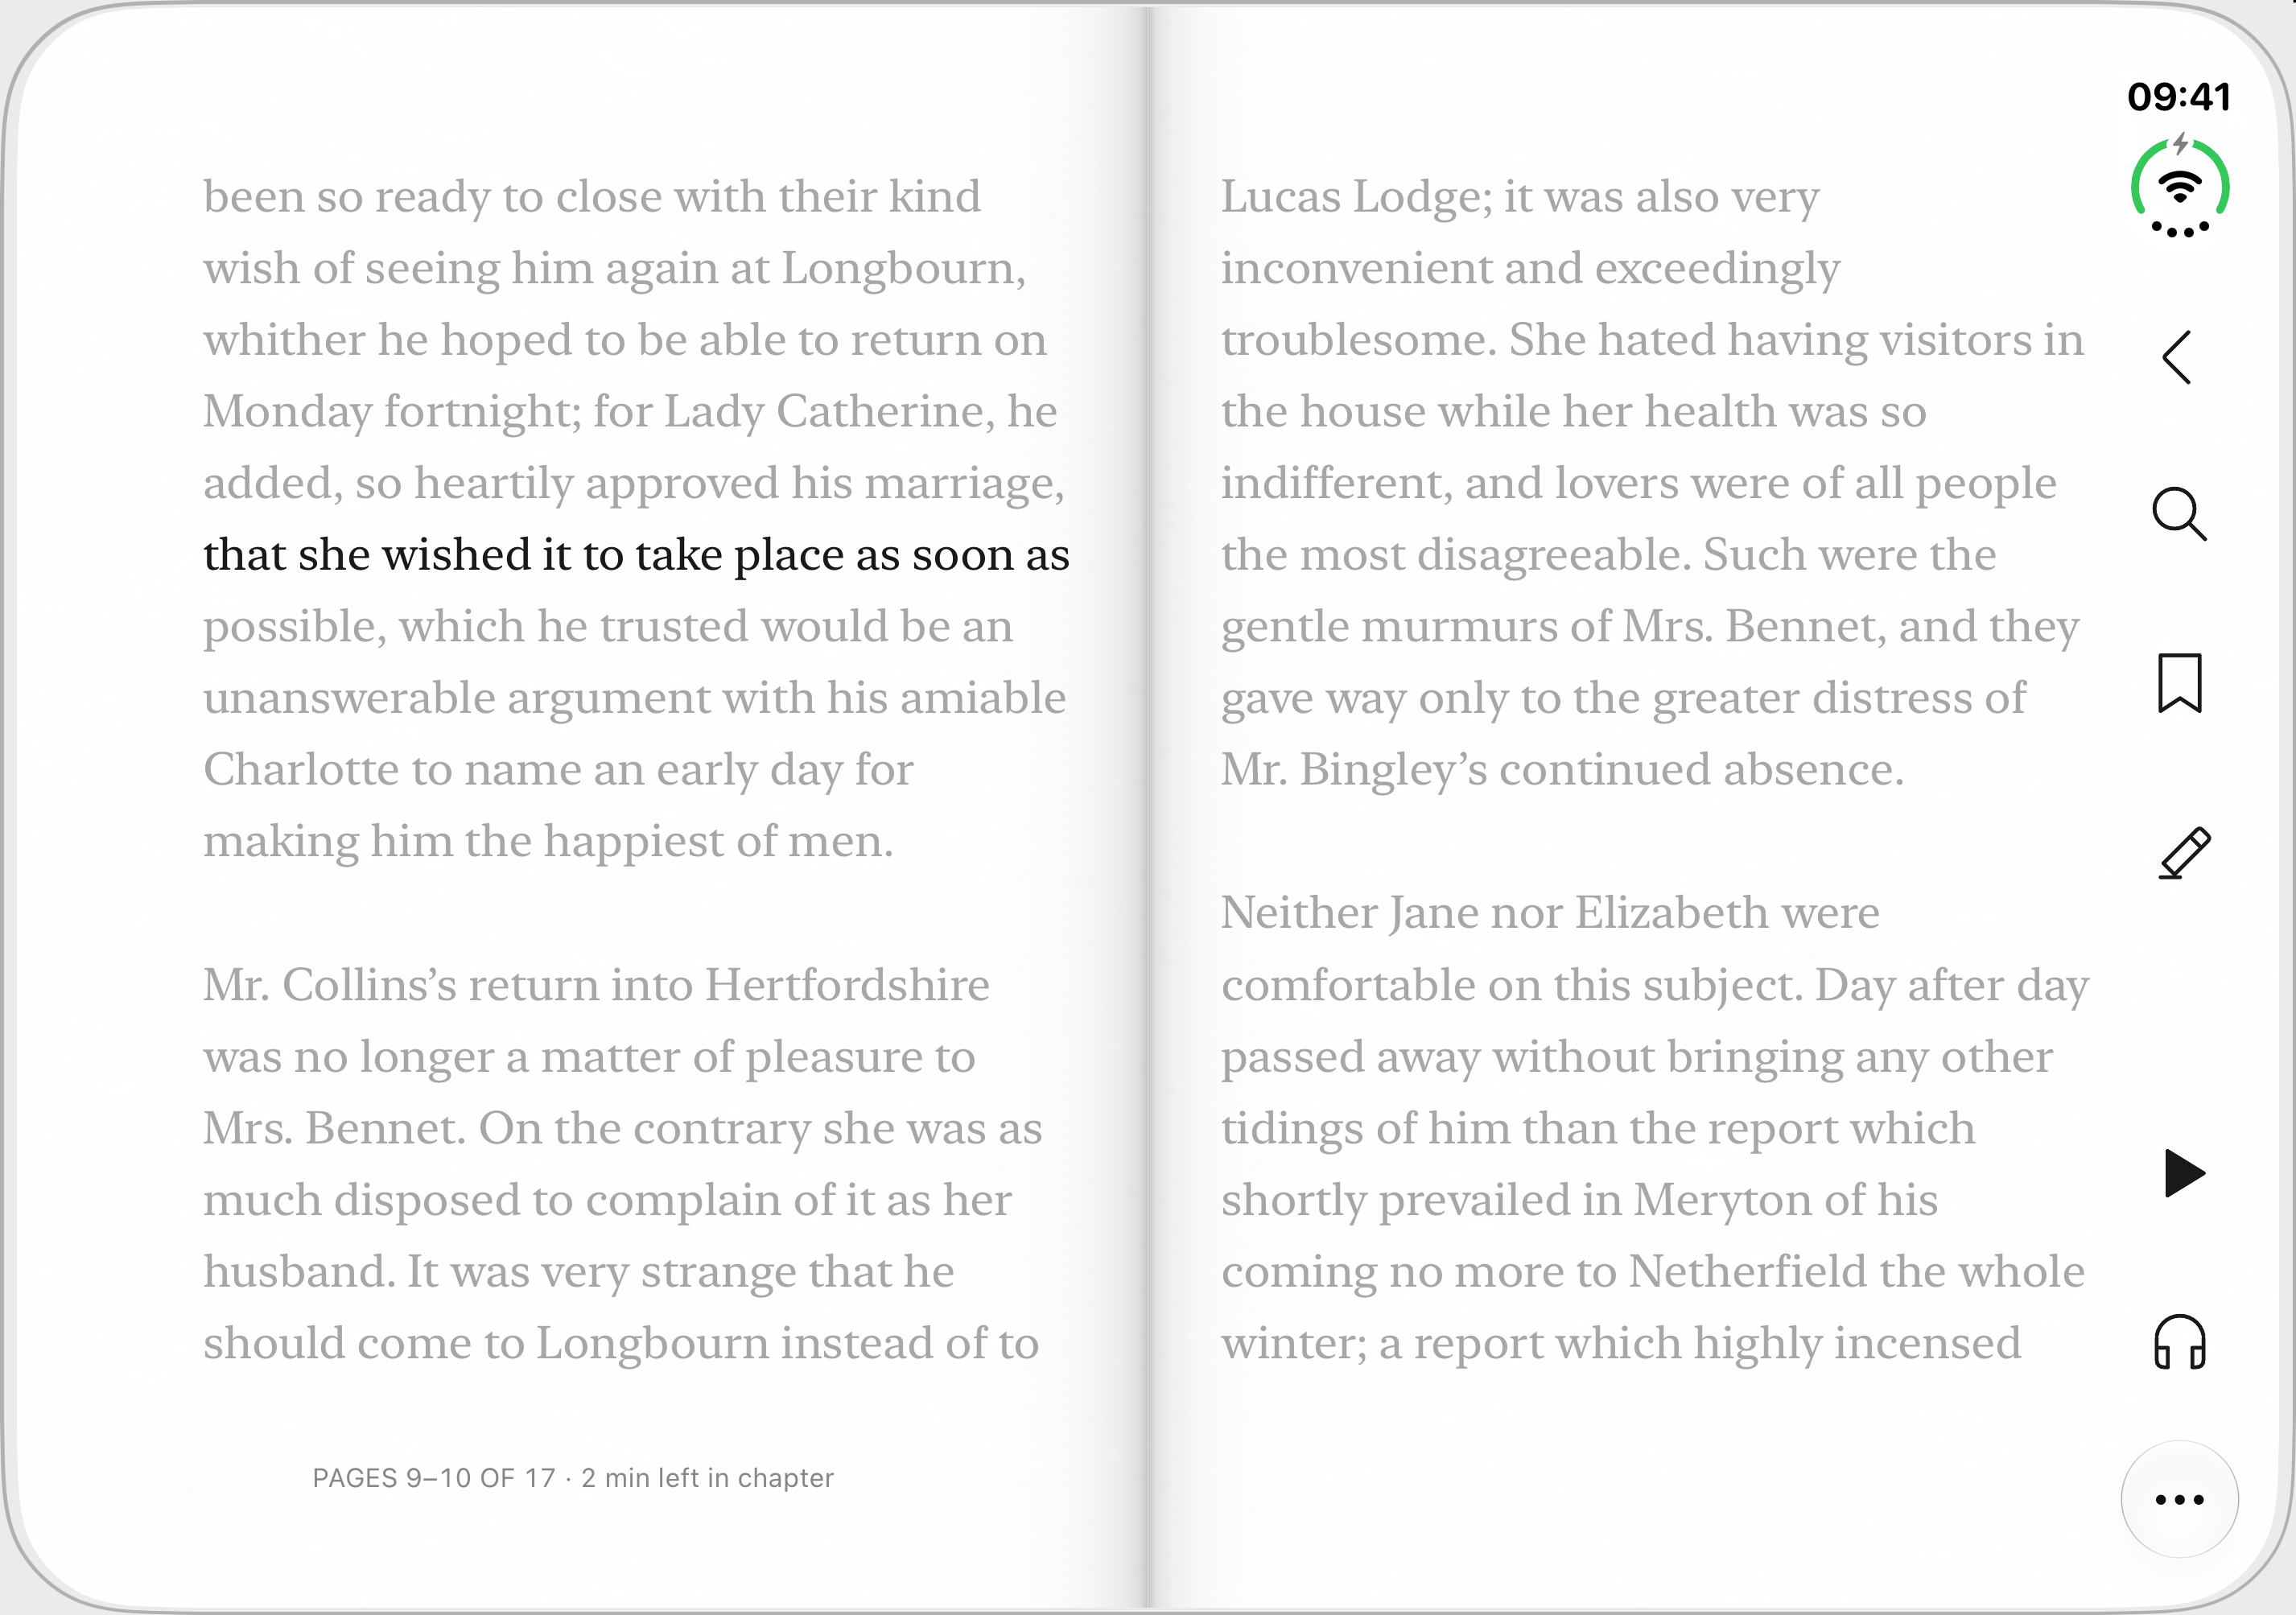 been so ready to close with their kind
wish of seeing him again at Longbourn,
whither he hoped to be able to return on
Monday fortnight; for Lady Catherine, he
added, so heartily approved his marriage,
that she wished it to take place as soon as
possible, which he trusted would be an
unanswerable argument with his amiable
Charlotte to name an early day for
making him the happiest of men.
Mr. Collins’s return into Hertfordshire
was no longer a matter of pleasure to
Mrs. Bennet. On the contrary she was as
much disposed to complain of it as her
husband. It was very strange that he
should come to Longbourn instead of to
PAGES 9–10 OF 17 · 2 min left in chapter
Lucas Lodge; it was also very
inconvenient and exceedingly
troublesome. She hated having visitors in
the house while her health was so
indifferent, and lovers were of all people
the most disagreeable. Such were the
gentle murmurs of Mrs. Bennet, and they
gave way only to the greater distress of
Mr. Bingley’s continued absence.
Neither Jane nor Elizabeth were
comfortable on this subject. Day after day
passed away without bringing any other
tidings of him than the report which
shortly prevailed in Meryton of his
coming no more to Netherfield the whole
winter; a report which highly incensed
09:41